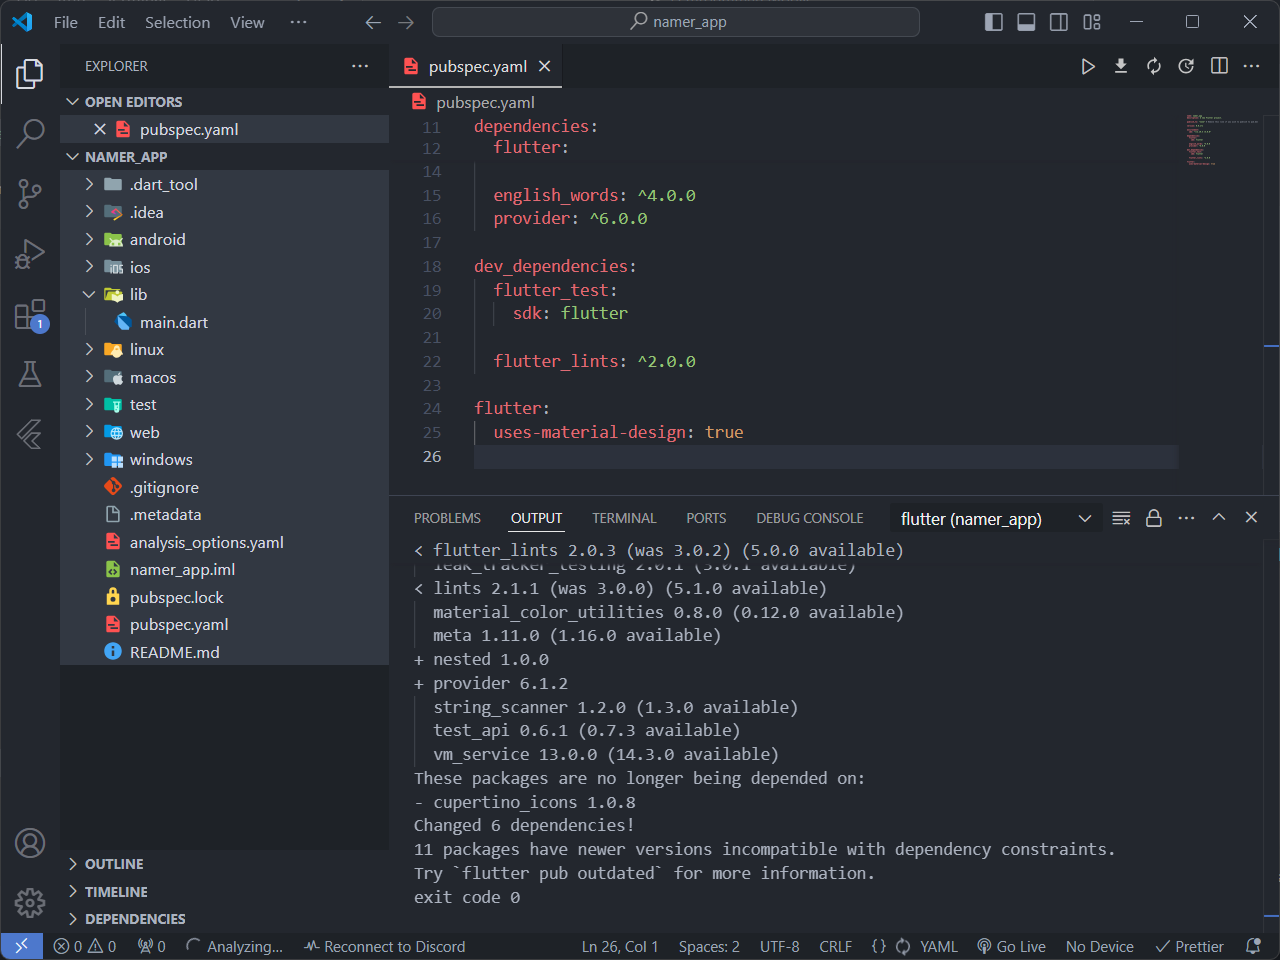 File Edit Selection View ··· namer_app
EXPLORER ···
OPEN EDITORS
pubspec.yaml
NAMER_APP
.dart_tool
.idea
android
ios
lib
main.dart
linux
macos
test
web
windows
.gitignore
.metadata
analysis_options.yaml
namer_app.iml
pubspec.lock
pubspec.yaml
README.md
OUTLINE
TIMELINE
DEPENDENCIES
1
pubspec.yaml
pubspec.yaml
11 dependencies:
12 flutter:
14
15 english_words: ^4.0.0
16 provider: ^6.0.0
17
18 dev_dependencies:
19 flutter_test:
20 sdk: flutter
21
22 flutter_lints: ^2.0.0
23
24 flutter:
25 uses-material-design: true
26
PROBLEMS OUTPUT TERMINAL PORTS DEBUG CONSOLE flutter (namer_app) ···
< flutter_lints 2.0.3 (was 3.0.2) (5.0.0 available)
leak_tracker_testing 2.0.1 (3.0.1 available)
< lints 2.1.1 (was 3.0.0) (5.1.0 available)
material_color_utilities 0.8.0 (0.12.0 available)
meta 1.11.0 (1.16.0 available)
+ nested 1.0.0
+ provider 6.1.2
string_scanner 1.2.0 (1.3.0 available)
test_api 0.6.1 (0.7.3 available)
vm_service 13.0.0 (14.3.0 available)
These packages are no longer being depended on:
- cupertino_icons 1.0.8
Changed 6 dependencies!
11 packages have newer versions incompatible with dependency constraints.
Try `flutter pub outdated` for more information.
exit code 0
0 0 0 Analyzing... Reconnect to Discord Ln 26, Col 1 Spaces: 2 UTF-8 CRLF {} YAML Go Live No Device Prettier